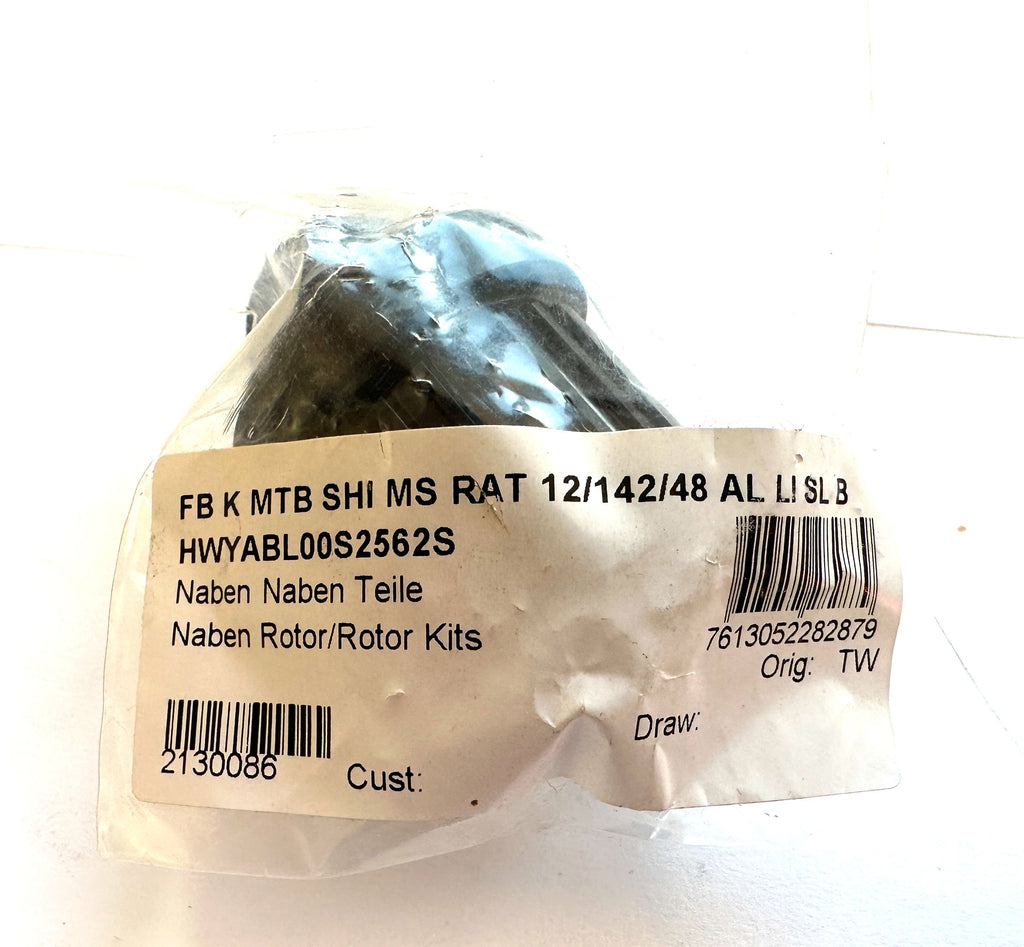 FB K MTB SHI MS RAT 12/142/48 AL LI SL B
HWYABL00S2562S
Naben Naben Teile
Naben Rotor/Rotor Kits
7613052282879
Orig: TW
Draw:
2130086
Cust: